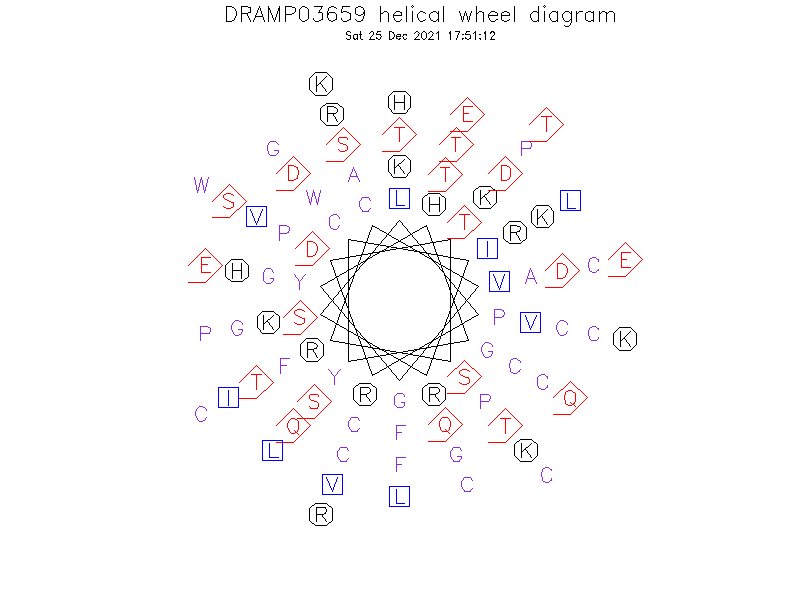 DRAMP03659 helical wheel diagram
Sat 25 Dec 2021 17:51:12
K
H
R E
T
T
S T
G P
K
D A T D
W
W L K
S L
C H
V K
C T
P R
D I
E C E
H D
G A
Y V
S P
K V
G C
P C
K
R G
F C
Y S
T C
I R R Q
S G P
C
Q C Q T
F
L C G K
F
C
V C
L
R